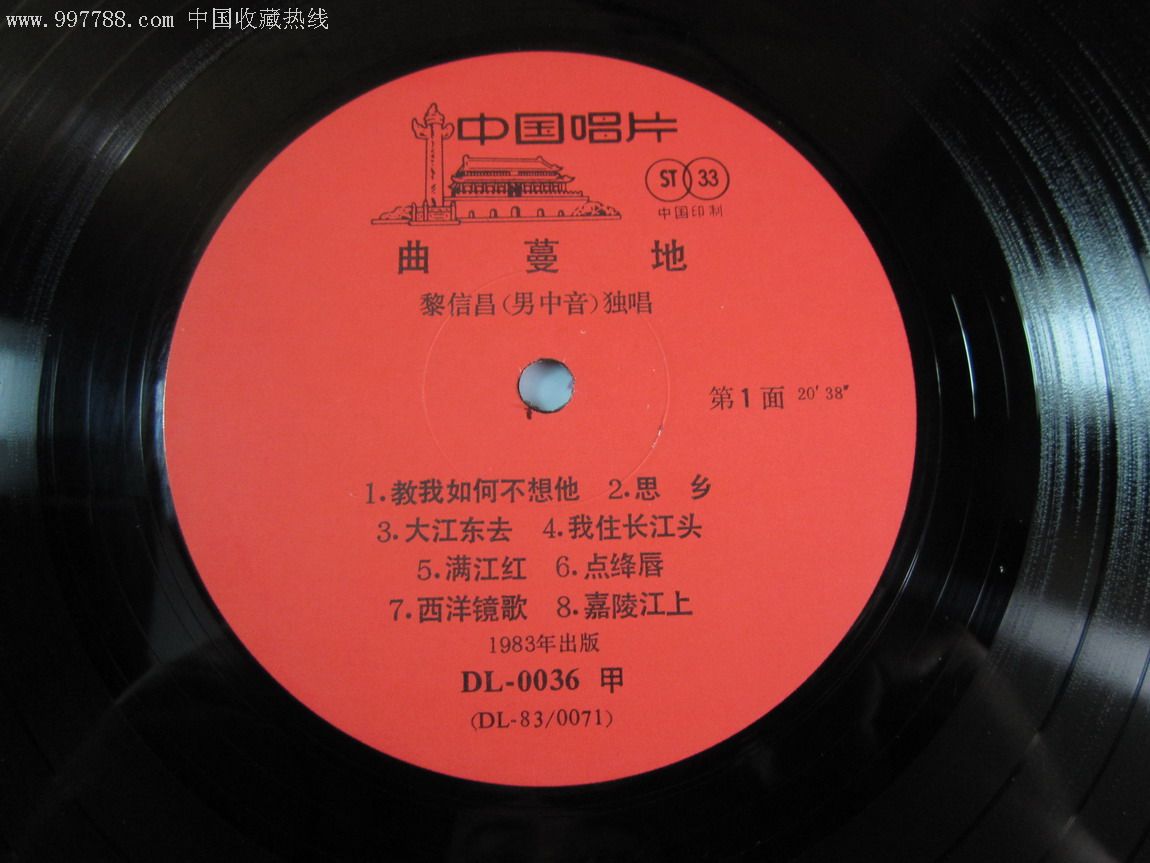 www.997788.com 中国收藏热线
中国唱片
ST 33
中国印制
曲 蔓 地
黎信昌(男中音)独唱
第1面 20′38″
1.教我如何不想他 2.思 乡
3.大江东去 4.我住长江头
5.满江红 6.点绛唇
7.西洋镜歌 8.嘉陵江上
1983年出版
DL-0036 甲
(DL-83/0071)